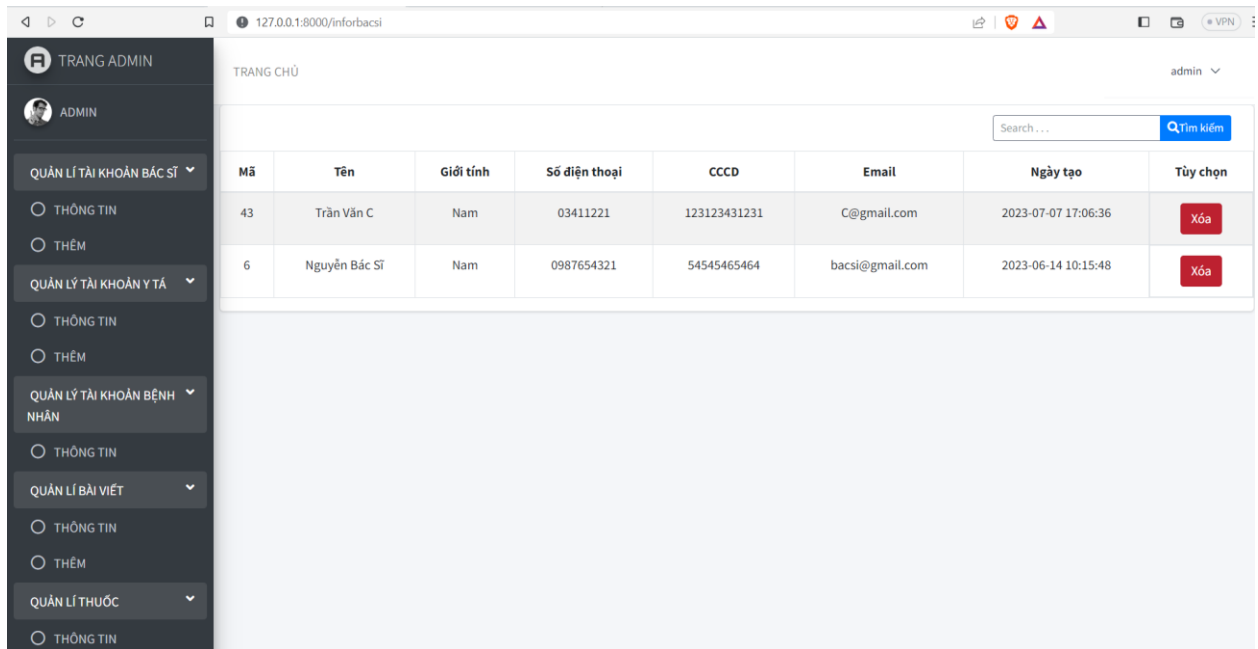 127.0.0.1:8000/inforbacsi
VPN
TRANG ADMIN
TRANG CHỦ
admin
ADMIN
Search . . .
Tìm kiếm
QUẢN LÍ TÀI KHOẢN BÁC SĨ
THÔNG TIN
THÊM
QUẢN LÝ TÀI KHOẢN Y TÁ
THÔNG TIN
THÊM
QUẢN LÝ TÀI KHOẢN BỆNH
NHÂN
THÔNG TIN
QUẢN LÍ BÀI VIẾT
THÔNG TIN
THÊM
QUẢN LÍ THUỐC
THÔNG TIN
Mã Tên Giới tính Số điện thoại CCCD Email Ngày tạo Tùy chọn
43 Trần Văn C Nam 03411221 123123431231 C@gmail.com 2023-07-07 17:06:36 Xóa
6 Nguyễn Bác Sĩ Nam 0987654321 54545465464 bacsi@gmail.com 2023-06-14 10:15:48 Xóa